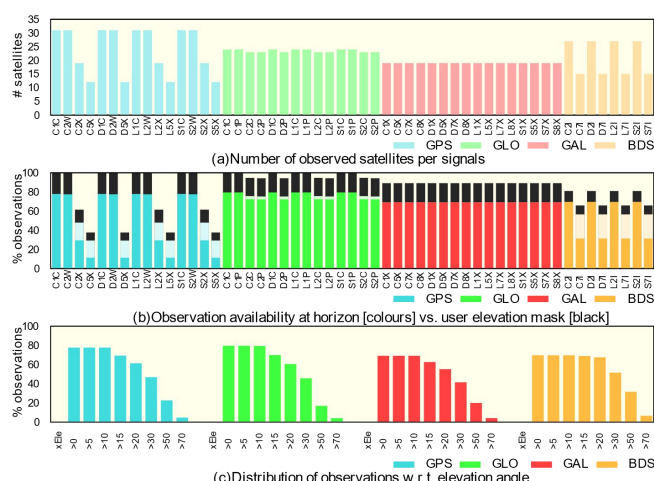 35
30
25
20
15
10
5
0
# satellites
C1C C2W C2X C5X D1C D2W D5X L1C L2W L2X L5X S1C S2W S2X S5X C1C C1P C2C C2P D1C D2P L1C L1P L2C L2P S1C S1P S2C S2P C1X C5X C7X C8X D1X D5X D7X D8X L1X L5X L7X L8X S1X S5X S7X S8X C2I C7I D2I D7I L2I L7I S2I S7I
GPS GLO GAL BDS
(a)Number of observed satellites per signals
100
80
60
40
20
0
% observations
C1C C2W C2X C5X D1C D2W D5X L1C L2W L2X L5X S1C S2W S2X S5X C1C C1P C2C C2P D1C D2P L1C L1P L2C L2P S1C S1P S2C S2P C1X C5X C7X C8X D1X D5X D7X D8X L1X L5X L7X L8X S1X S5X S7X S8X C2I C7I D2I D7I L2I L7I S2I S7I
GPS GLO GAL BDS
(b)Observation availability at horizon [colours] vs. user elevation mask [black]
100
80
60
40
20
0
% observations
xEle >0 >5 >10 >15 >20 >30 >50 >70 xEle >0 >5 >10 >15 >20 >30 >50 >70 xEle >0 >5 >10 >15 >20 >30 >50 >70 xEle >0 >5 >10 >15 >20 >30 >50 >70
GPS GLO GAL BDS
(c)Distribution of observations w.r.t. elevation angle